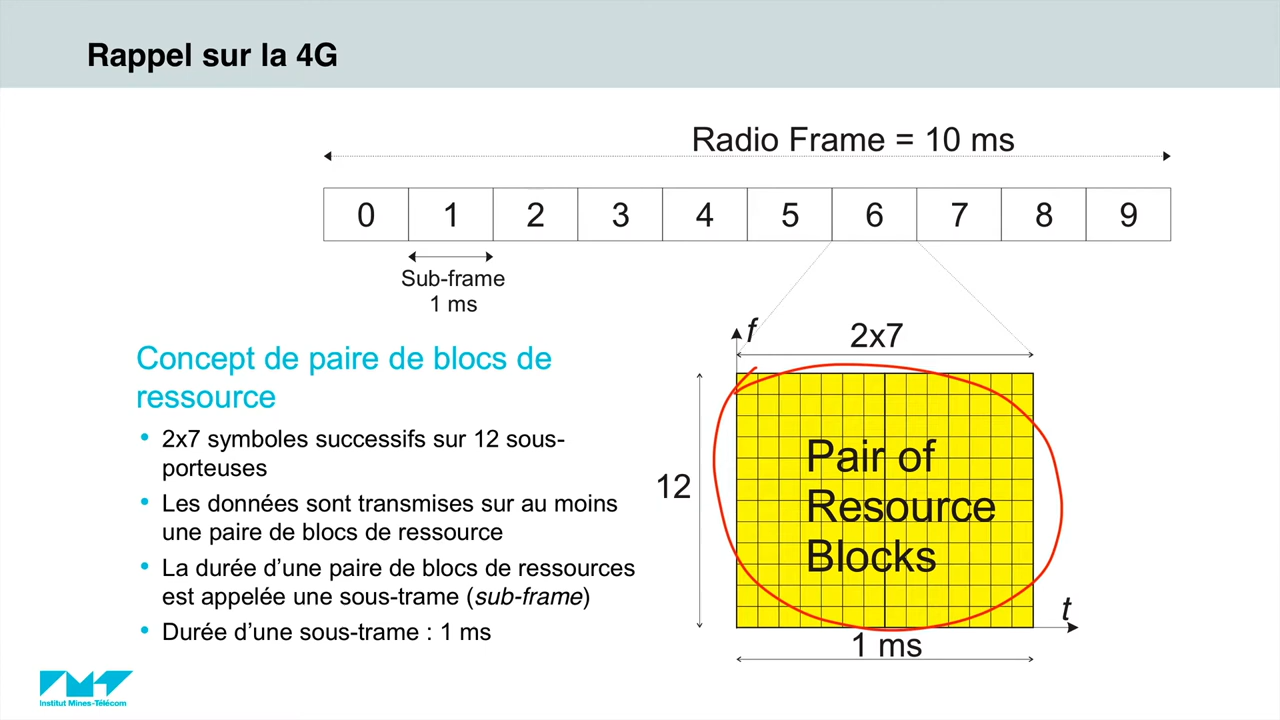 Rappel sur la 4G
Radio Frame = 10 ms
0 1 2 3 4 5 6 7 8 9
Sub-frame
1 ms
Concept de paire de blocs de
ressource
• 2x7 symboles successifs sur 12 sous-
porteuses
• Les données sont transmises sur au moins
une paire de blocs de ressource
• La durée d’une paire de blocs de ressources
est appelée une sous-trame (sub-frame)
• Durée d’une sous-trame : 1 ms
f
2x7
12
Pair of
Resource
Blocks
t
1 ms
IMT
Institut Mines-Télécom